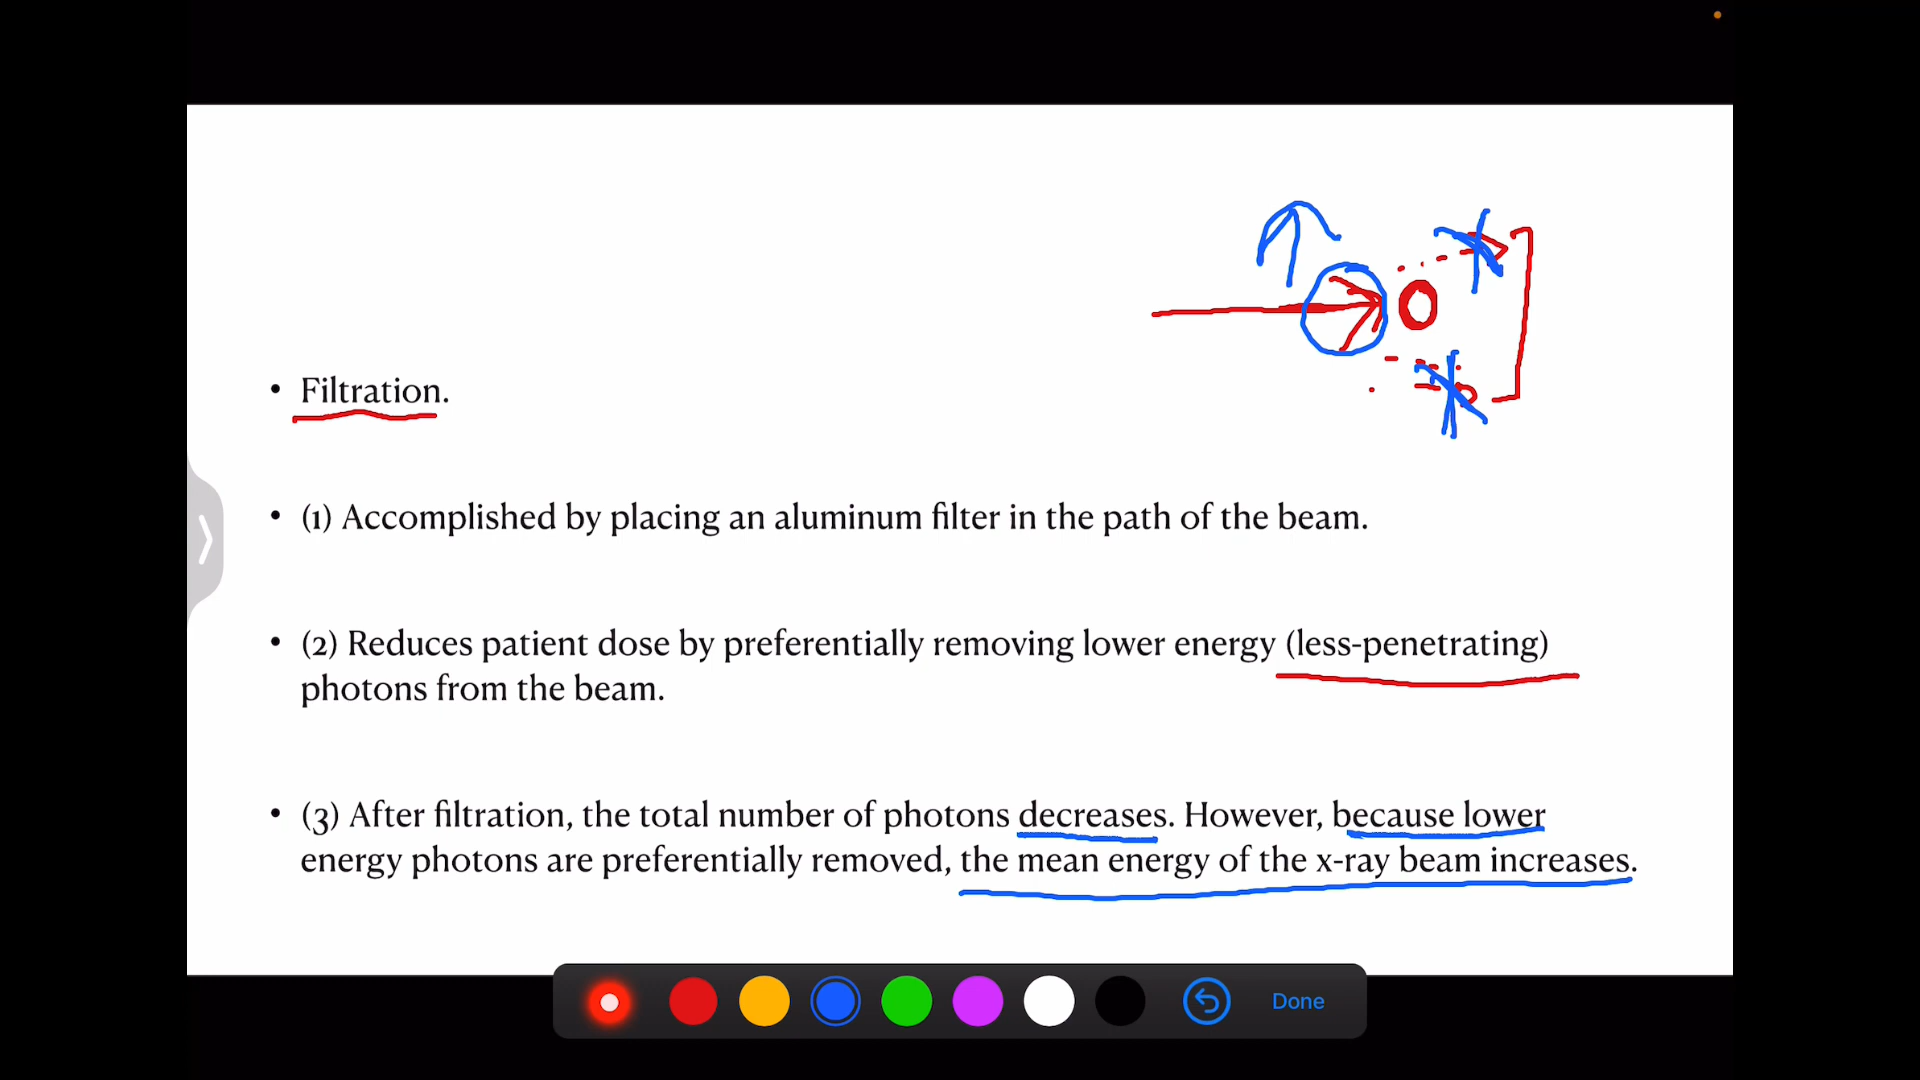 • Filtration.
• (1) Accomplished by placing an aluminum filter in the path of the beam.
• (2) Reduces patient dose by preferentially removing lower energy (less-penetrating)
photons from the beam.
• (3) After filtration, the total number of photons decreases. However, because lower
energy photons are preferentially removed, the mean energy of the x-ray beam increases.
Done